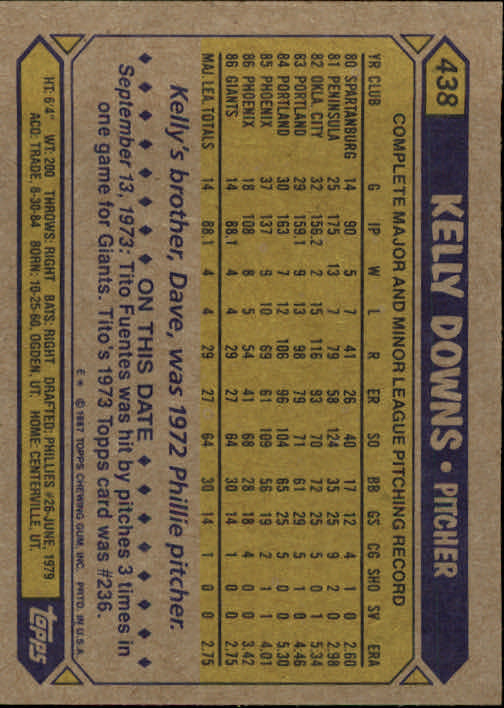 438
KELLY DOWNS • PITCHER
COMPLETE MAJOR AND MINOR LEAGUE PITCHING RECORD
YR CLUB G IP W L R ER SO BB GS CG SHO SV ERA
80 SPARTANBURG 14 90 5 7 41 26 40 17 12 4 1 0 2.60
81 PENINSULA 25 175 13 7 79 58 124 35 25 9 2 0 2.98
82 OKLA. CITY 32 156.2 2 15 116 93 70 72 25 5 0 1 5.34
83 PORTLAND 29 159.1 9 13 98 79 71 61 29 5 1 0 4.46
84 PORTLAND 30 163 7 12 106 96 104 65 25 5 0 0 5.30
85 PHOENIX 37 137 9 10 69 61 109 56 19 2 1 1 4.01
86 PHOENIX 18 108 8 5 54 41 68 28 18 4 0 0 3.42
86 GIANTS 14 88.1 4 4 29 27 64 30 14 1 0 0 2.75
MAJ. LEA. TOTALS 14 88.1 4 4 29 27 64 30 14 1 0 0 2.75
Kelly's brother, Dave, was 1972 Phillie pitcher.
ON THIS DATE
September 13, 1973: Tito Fuentes was hit by pitches 3 times in
one game for Giants. Tito's 1973 Topps card was #236.
E* © 1987 TOPPS CHEWING GUM, INC. PRTD. IN U.S.A.
HT: 6'4" WT: 200 THROWS: RIGHT BATS: RIGHT DRAFTED: PHILLIES #26-JUNE, 1979
ACQ: TRADE, 8-30-84 BORN: 10-25-60, OGDEN, UT. HOME: CENTERVILLE, UT.
TOPPS